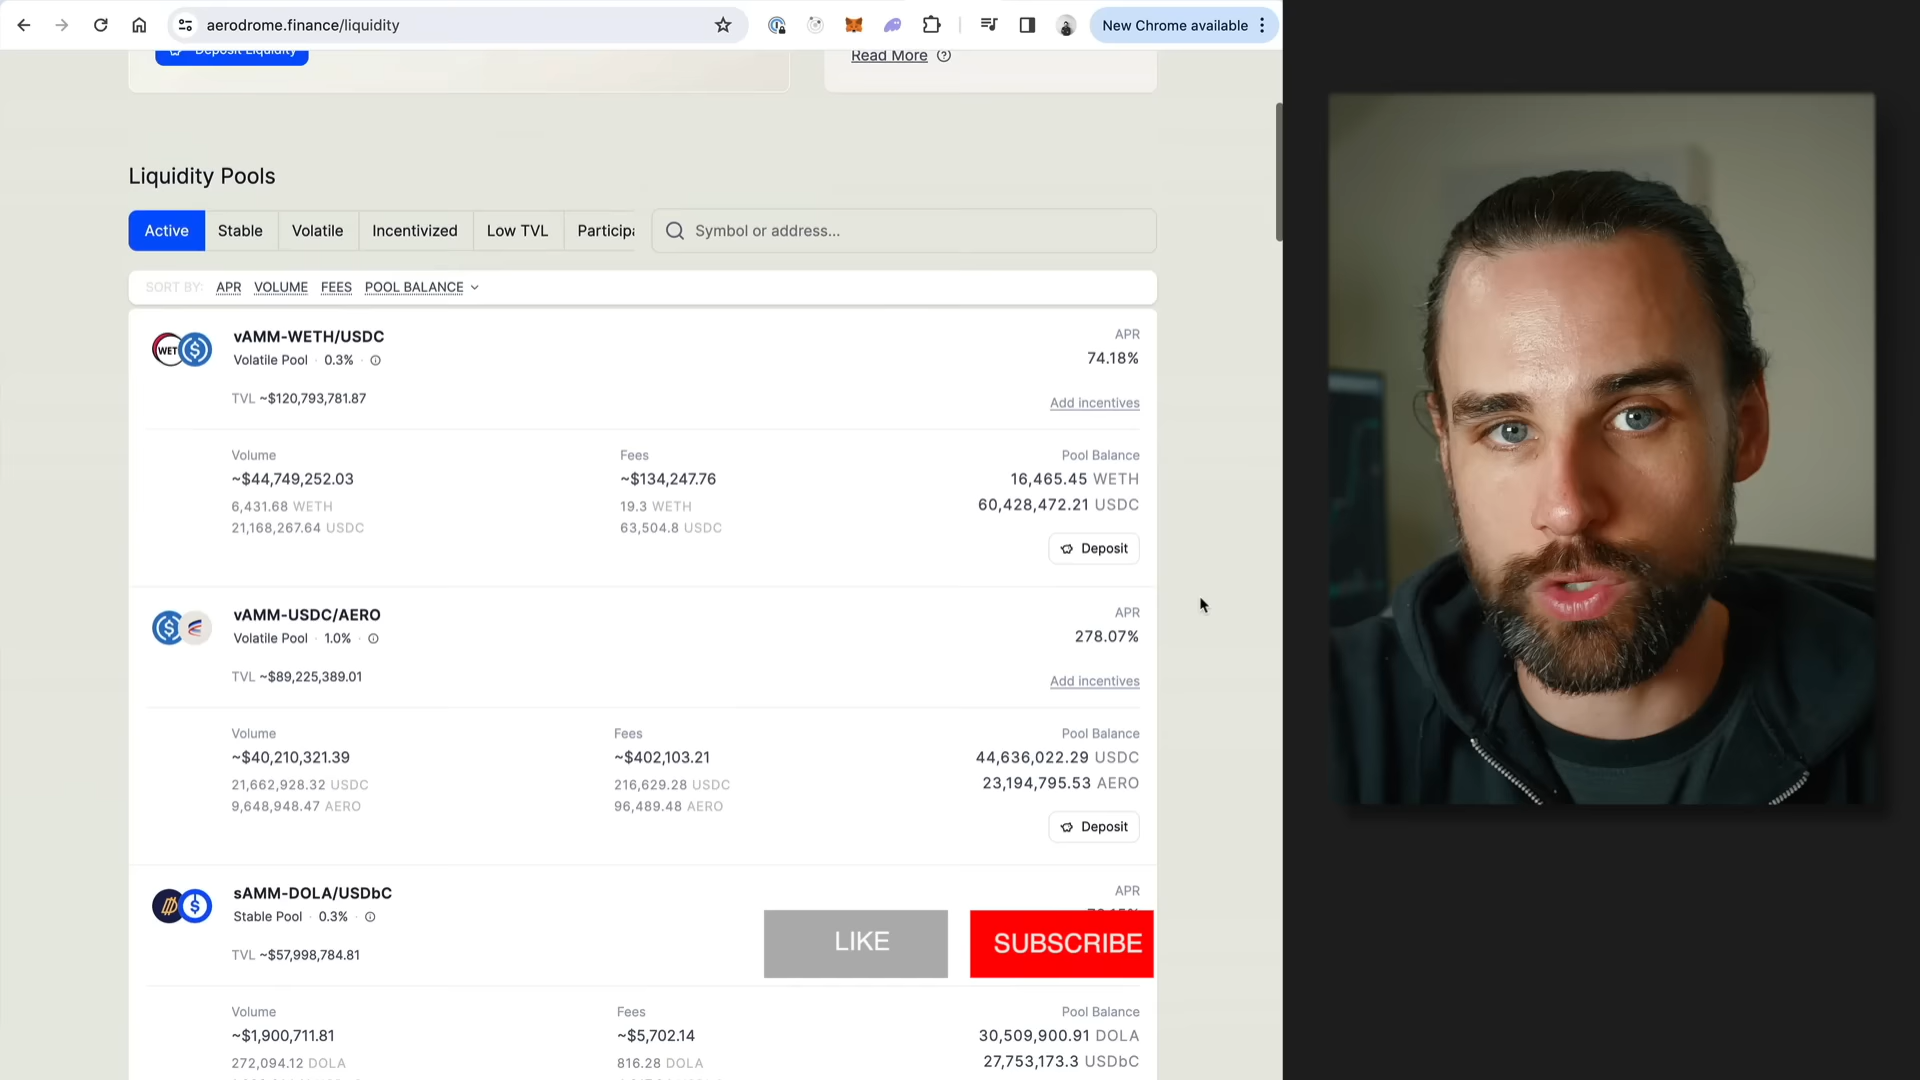 aerodrome.finance/liquidity
New Chrome available
Deposit Liquidity
Read More
Liquidity Pools
Active
Stable
Volatile
Incentivized
Low TVL
Participa
Symbol or address...
SORT BY: APR VOLUME FEES POOL BALANCE
WET
vAMM-WETH/USDC
Volatile Pool · 0.3%
TVL ~$120,793,781.87
APR
74.18%
Add incentives
Volume
~$44,749,252.03
6,431.68 WETH
21,168,267.64 USDC
Fees
~$134,247.76
19.3 WETH
63,504.8 USDC
Pool Balance
16,465.45 WETH
60,428,472.21 USDC
Deposit
vAMM-USDC/AERO
Volatile Pool · 1.0%
TVL ~$89,225,389.01
APR
278.07%
Add incentives
Volume
~$40,210,321.39
21,662,928.32 USDC
9,648,948.47 AERO
Fees
~$402,103.21
216,629.28 USDC
96,489.48 AERO
Pool Balance
44,636,022.29 USDC
23,194,795.53 AERO
Deposit
sAMM-DOLA/USDbC
Stable Pool · 0.3%
TVL ~$57,998,784.81
APR
LIKE
SUBSCRIBE
Volume
~$1,900,711.81
272,094.12 DOLA
Fees
~$5,702.14
816.28 DOLA
Pool Balance
30,509,900.91 DOLA
27,753,173.3 USDbC